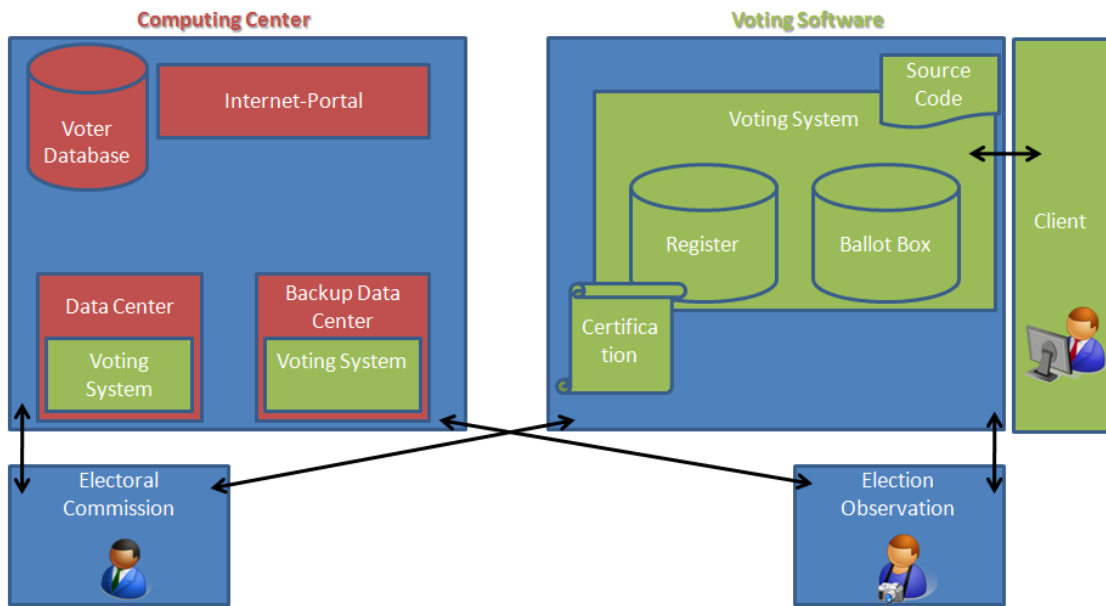 Computing Center
Voter
Database
Internet-Portal
Data Center
Voting
System
Backup Data
Center
Voting System
Voting Software
Source
Code
Voting System
Register
Ballot Box
Certifica
tion
Client
Electoral
Commission
Election
Observation